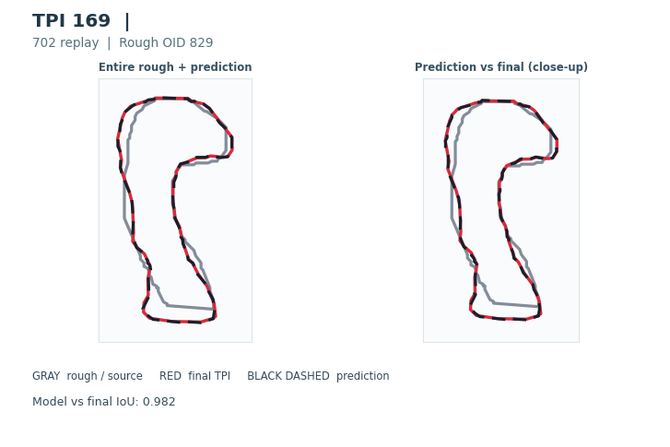 TPI 169 |
702 replay | Rough OID 829
Entire rough + prediction
Prediction vs final (close-up)
GRAY rough / source RED final TPI BLACK DASHED prediction
Model vs final IoU: 0.982